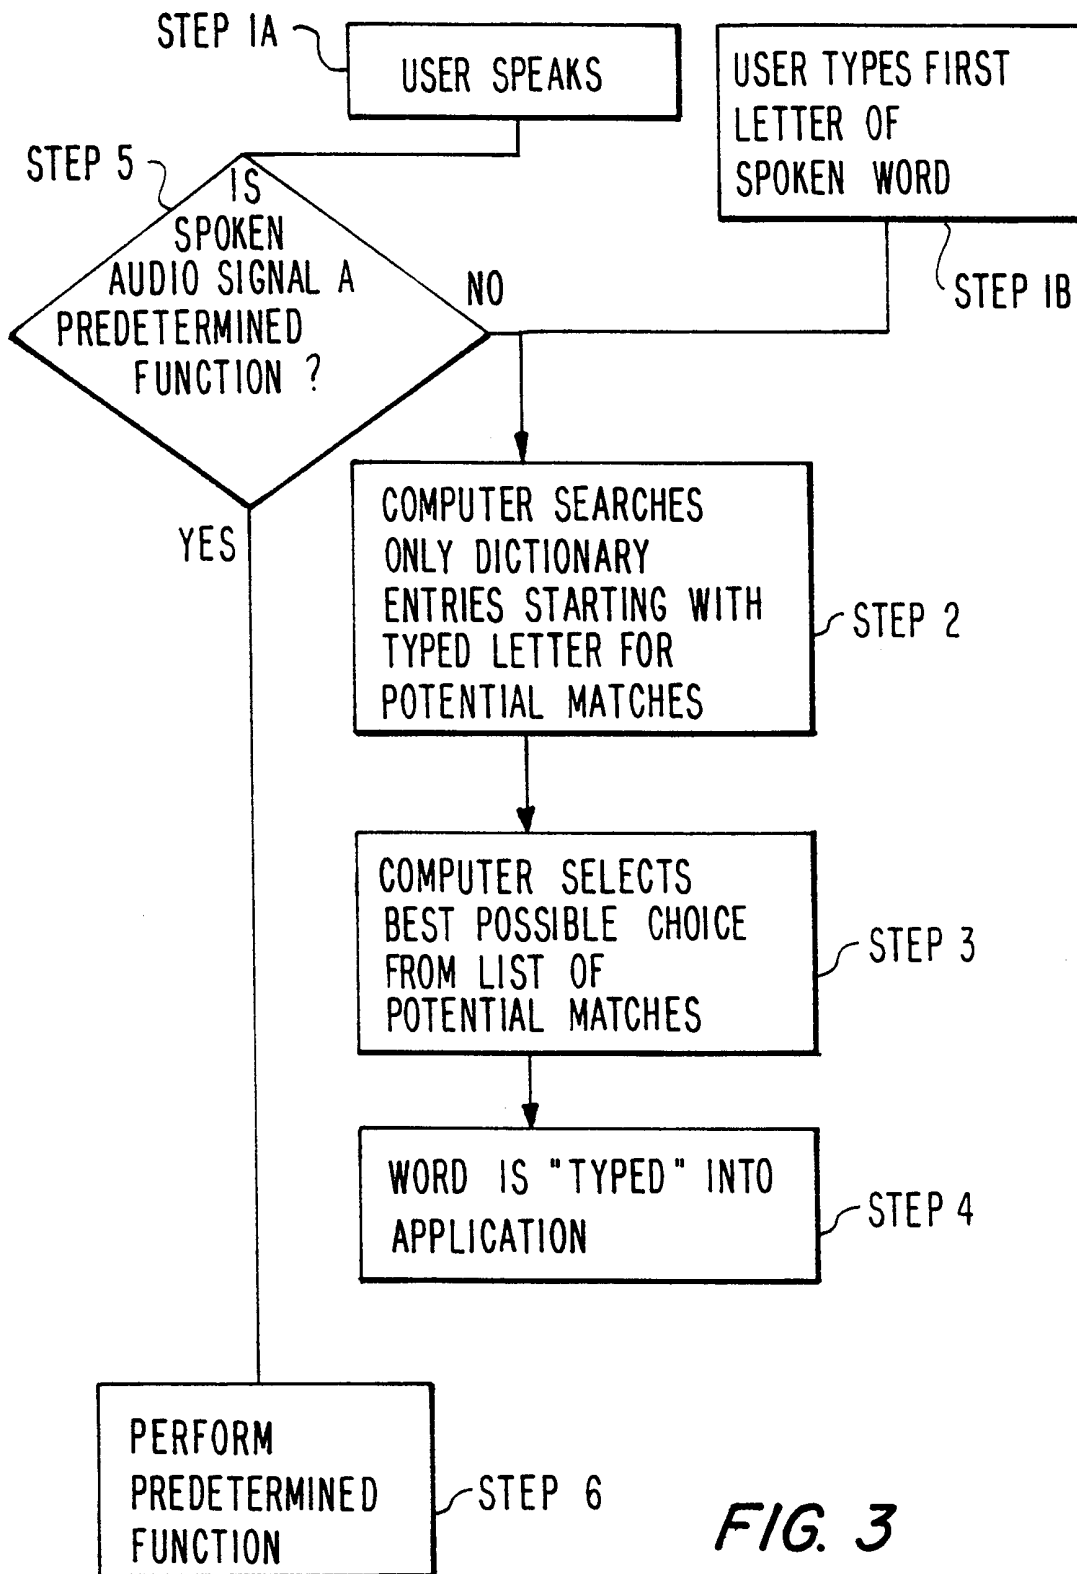 STEP 1A
USER SPEAKS
USER TYPES FIRST
LETTER OF
SPOKEN WORD
STEP 1B
STEP 5
IS
SPOKEN
AUDIO SIGNAL A
PREDETERMINED
FUNCTION ?
NO
YES
COMPUTER SEARCHES
ONLY DICTIONARY
ENTRIES STARTING WITH
TYPED LETTER FOR
POTENTIAL MATCHES
STEP 2
COMPUTER SELECTS
BEST POSSIBLE CHOICE
FROM LIST OF
POTENTIAL MATCHES
STEP 3
WORD IS "TYPED" INTO
APPLICATION
STEP 4
PERFORM
PREDETERMINED
FUNCTION
STEP 6
FIG. 3